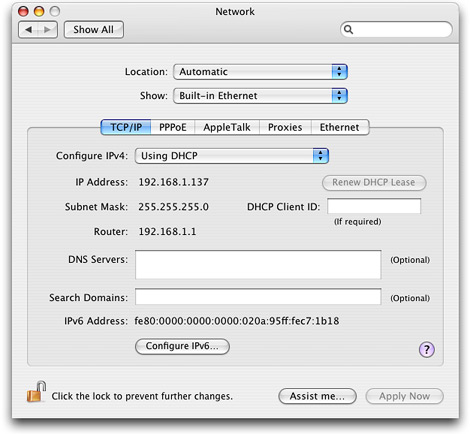 Network
Show All
Location: Automatic
Show: Built-in Ethernet
TCP/IP PPPoE AppleTalk Proxies Ethernet
Configure IPv4: Using DHCP
IP Address: 192.168.1.137 Renew DHCP Lease
Subnet Mask: 255.255.255.0 DHCP Client ID:
(If required)
Router: 192.168.1.1
DNS Servers: (Optional)
Search Domains: (Optional)
IPv6 Address: fe80:0000:0000:0000:020a:95ff:fec7:1b18
Configure IPv6...
?
Click the lock to prevent further changes. Assist me... Apply Now